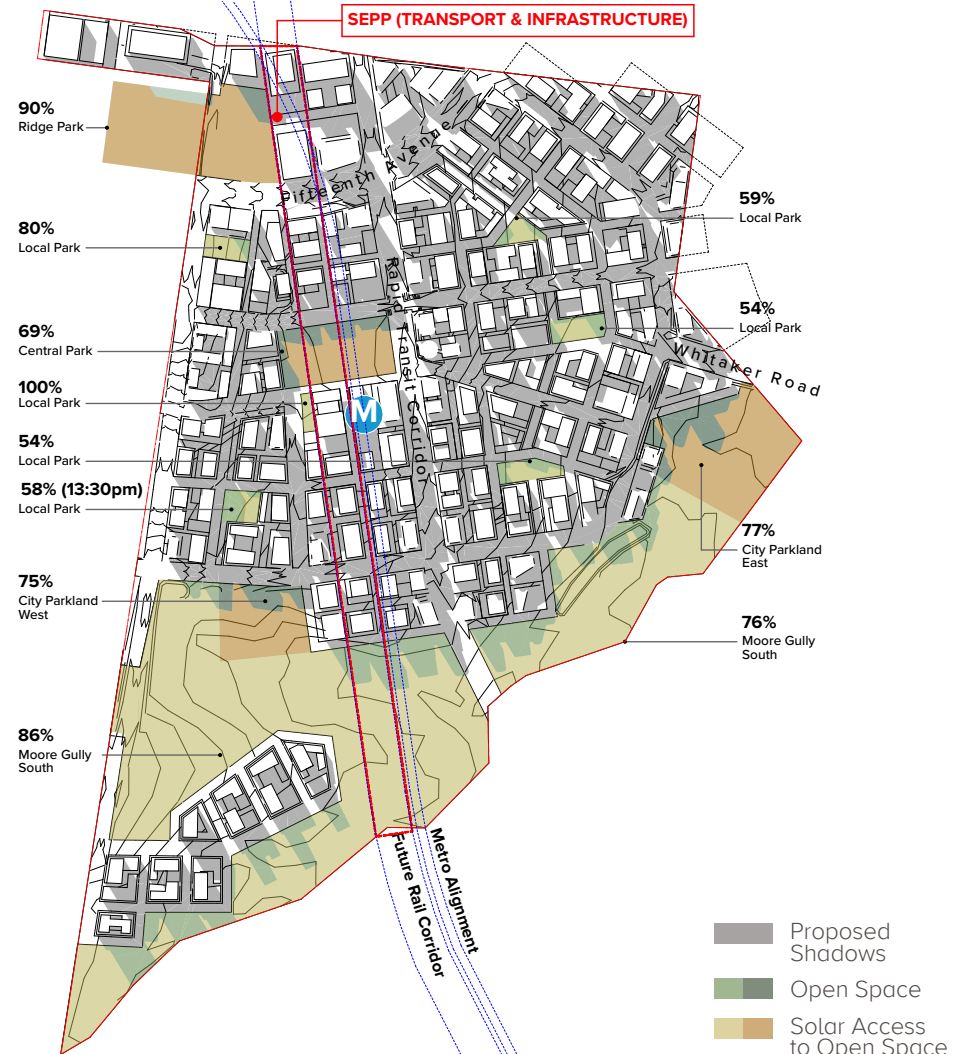 SEPP (TRANSPORT & INFRASTRUCTURE)
90%
Ridge Park
Fifteenth Avenue
59%
Local Park
80%
Local Park
Rapid Transit Corridor
54%
Local Park
69%
Central Park
Whitaker Road
100%
Local Park
M
54%
Local Park
58% (13:30pm)
Local Park
77%
City Parkland
East
75%
City Parkland
West
76%
Moore Gully
South
86%
Moore Gully
South
Future Rail Corridor
Metro Alignment
Proposed
Shadows
Open Space
Solar Access
to Open Space